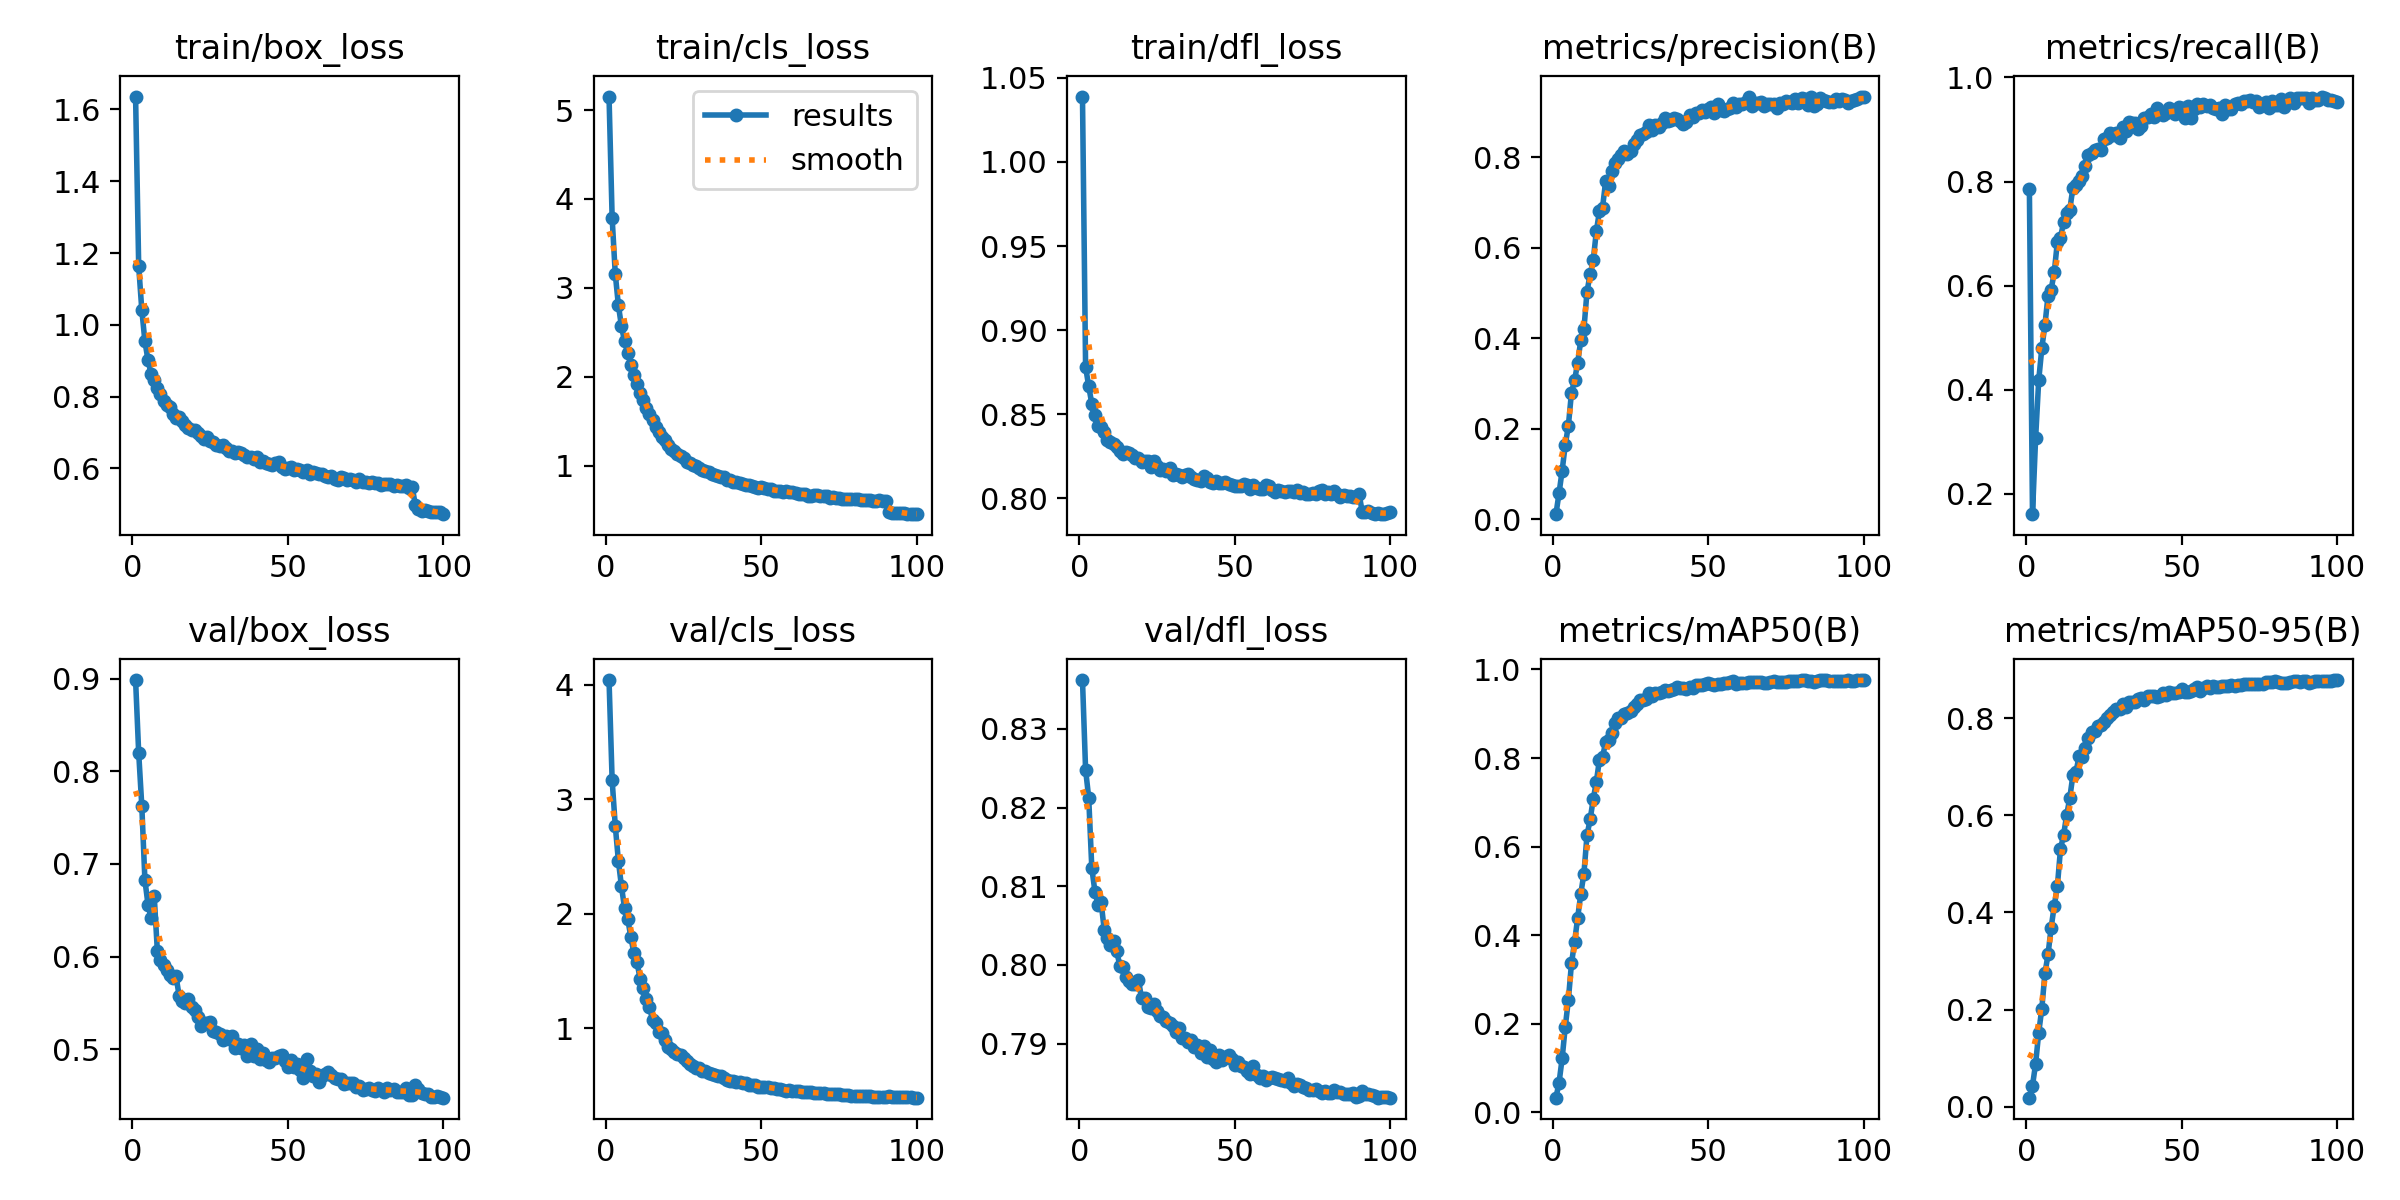 train/box_loss
1.6
1.4
1.2
1.0
0.8
0.6
0 50 100
train/cls_loss
results
smooth
5
4
3
2
1
0 50 100
train/dfl_loss
1.05
1.00
0.95
0.90
0.85
0.80
0 50 100
metrics/precision(B)
0.8
0.6
0.4
0.2
0.0
0 50 100
metrics/recall(B)
1.0
0.8
0.6
0.4
0.2
0 50 100
val/box_loss
0.9
0.8
0.7
0.6
0.5
0 50 100
val/cls_loss
4
3
2
1
0 50 100
val/dfl_loss
0.83
0.82
0.81
0.80
0.79
0 50 100
metrics/mAP50(B)
1.0
0.8
0.6
0.4
0.2
0.0
0 50 100
metrics/mAP50-95(B)
0.8
0.6
0.4
0.2
0.0
0 50 100